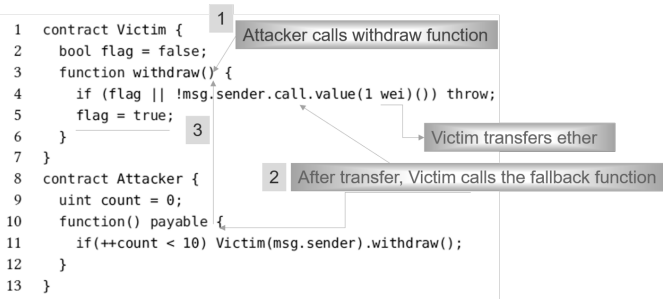 1
Attacker calls withdraw function
1 contract Victim {
2 bool flag = false;
3 function withdraw() {
4 if (flag || !msg.sender.call.value(1 wei)()) throw;
5 flag = true;
3
6 }
Victim transfers ether
7 }
2 After transfer, Victim calls the fallback function
8 contract Attacker {
9 uint count = 0;
10 function() payable {
11 if(++count < 10) Victim(msg.sender).withdraw();
12 }
13 }